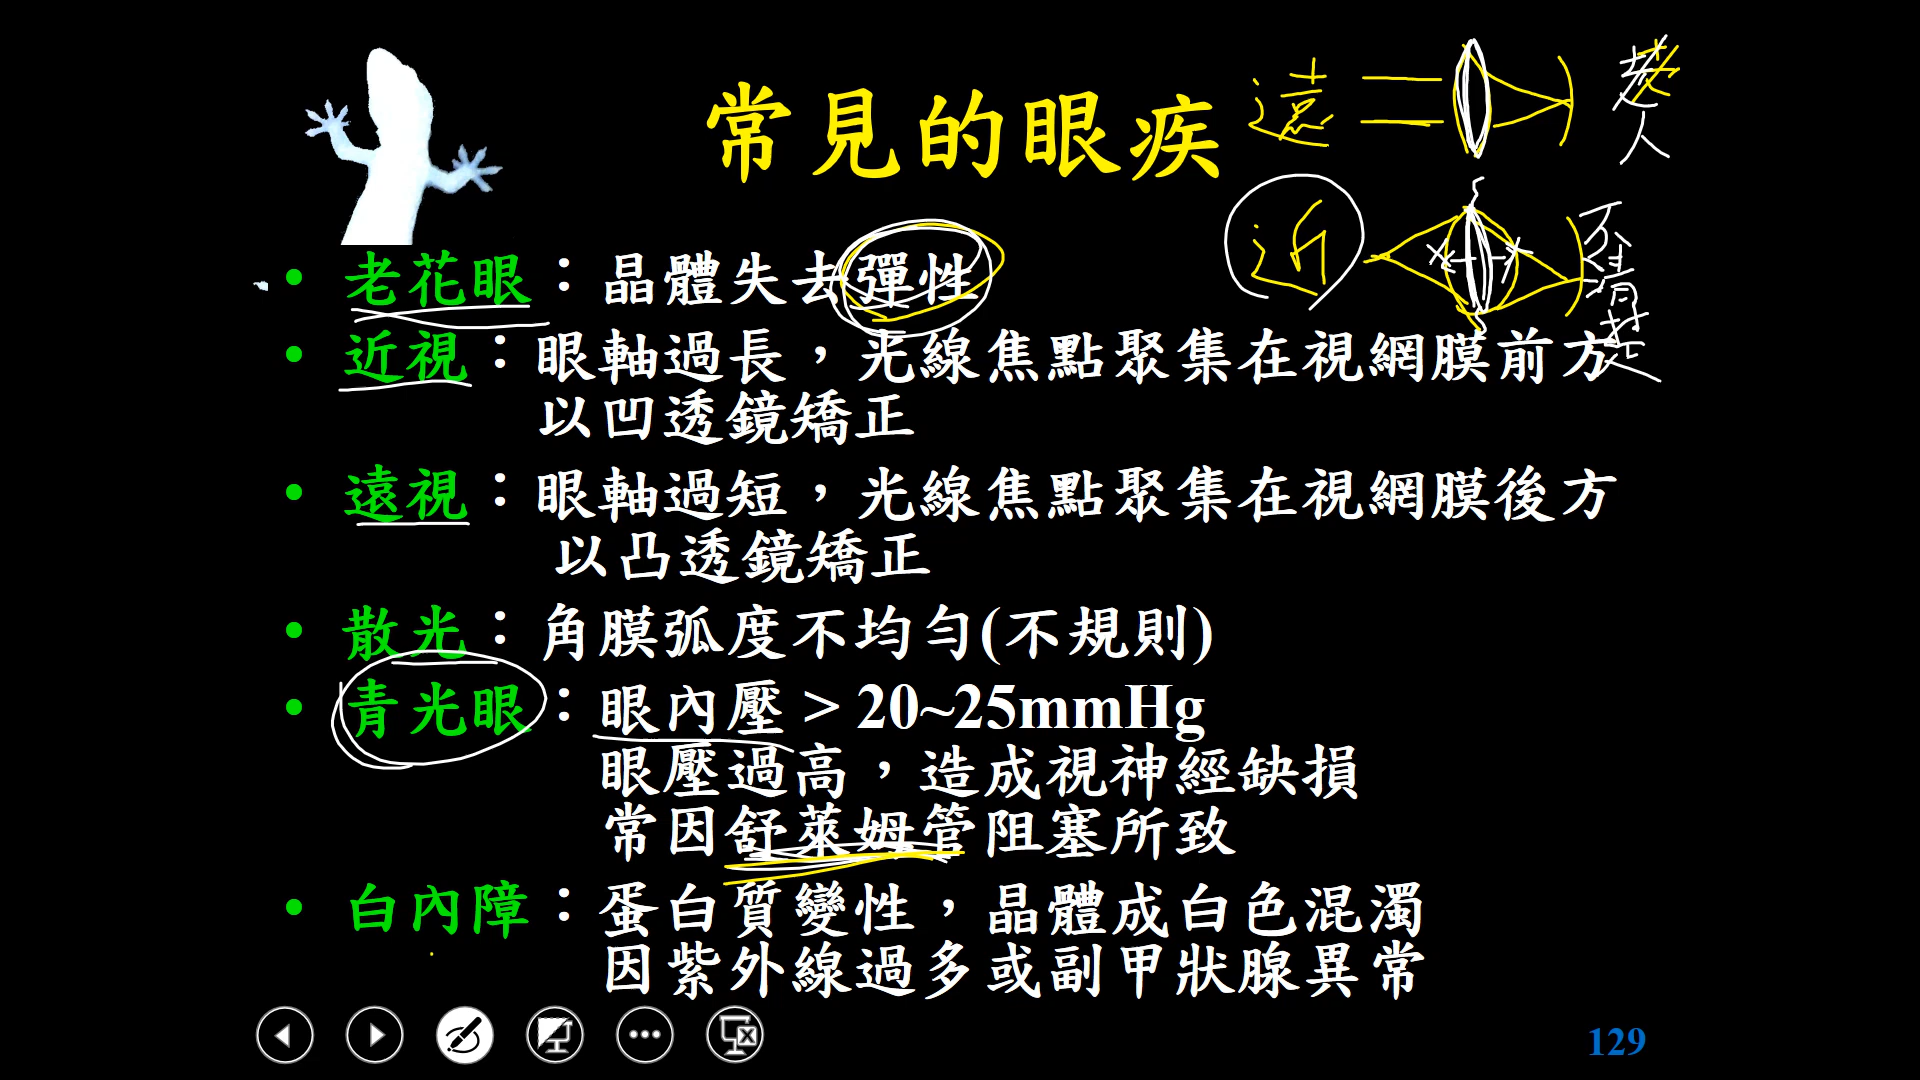 常見的眼疾
遠
老人
近
• 老花眼：晶體失去彈性
• 近視：眼軸過長，光線焦點聚集在視網膜前方
以凹透鏡矯正
• 遠視：眼軸過短，光線焦點聚集在視網膜後方
以凸透鏡矯正
• 散光：角膜弧度不均勻(不規則)
• 青光眼：眼內壓 > 20~25mmHg
眼壓過高，造成視神經缺損
常因舒萊姆管阻塞所致
• 白內障：蛋白質變性，晶體成白色混濁
因紫外線過多或副甲狀腺異常
129